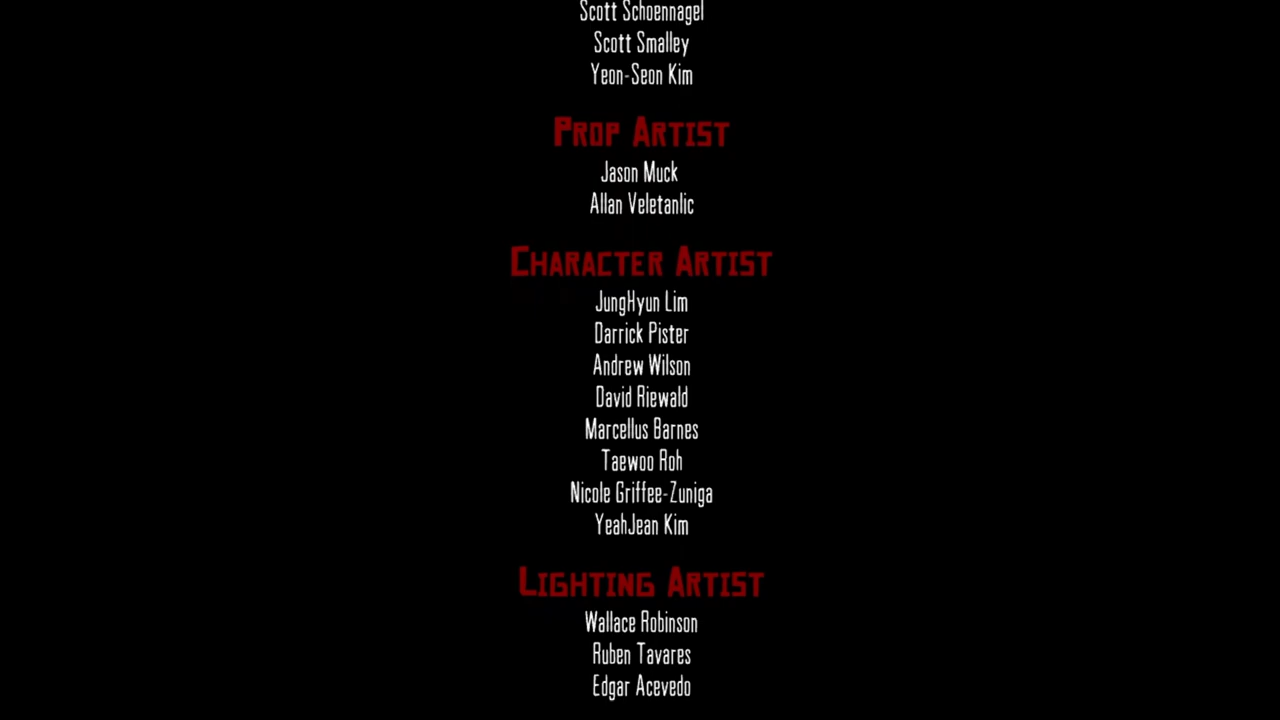 Scott Schoennagel
Scott Smalley
Yeon-Seon Kim
Prop Artist
Jason Muck
Allan Veletanlic
Character Artist
JungHyun Lim
Darrick Pister
Andrew Wilson
David Riewald
Marcellus Barnes
Taewoo Roh
Nicole Griffee-Zuniga
YeahJean Kim
Lighting Artist
Wallace Robinson
Ruben Tavares
Edgar Acevedo